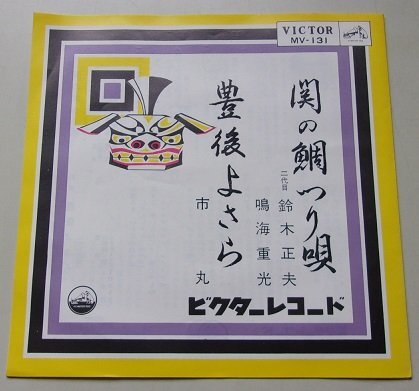 VICTOR
MV-131
関の鯛つり唄
二代目 鈴木正夫
鳴海重光
豊後よさら
市丸
ビクターレコード